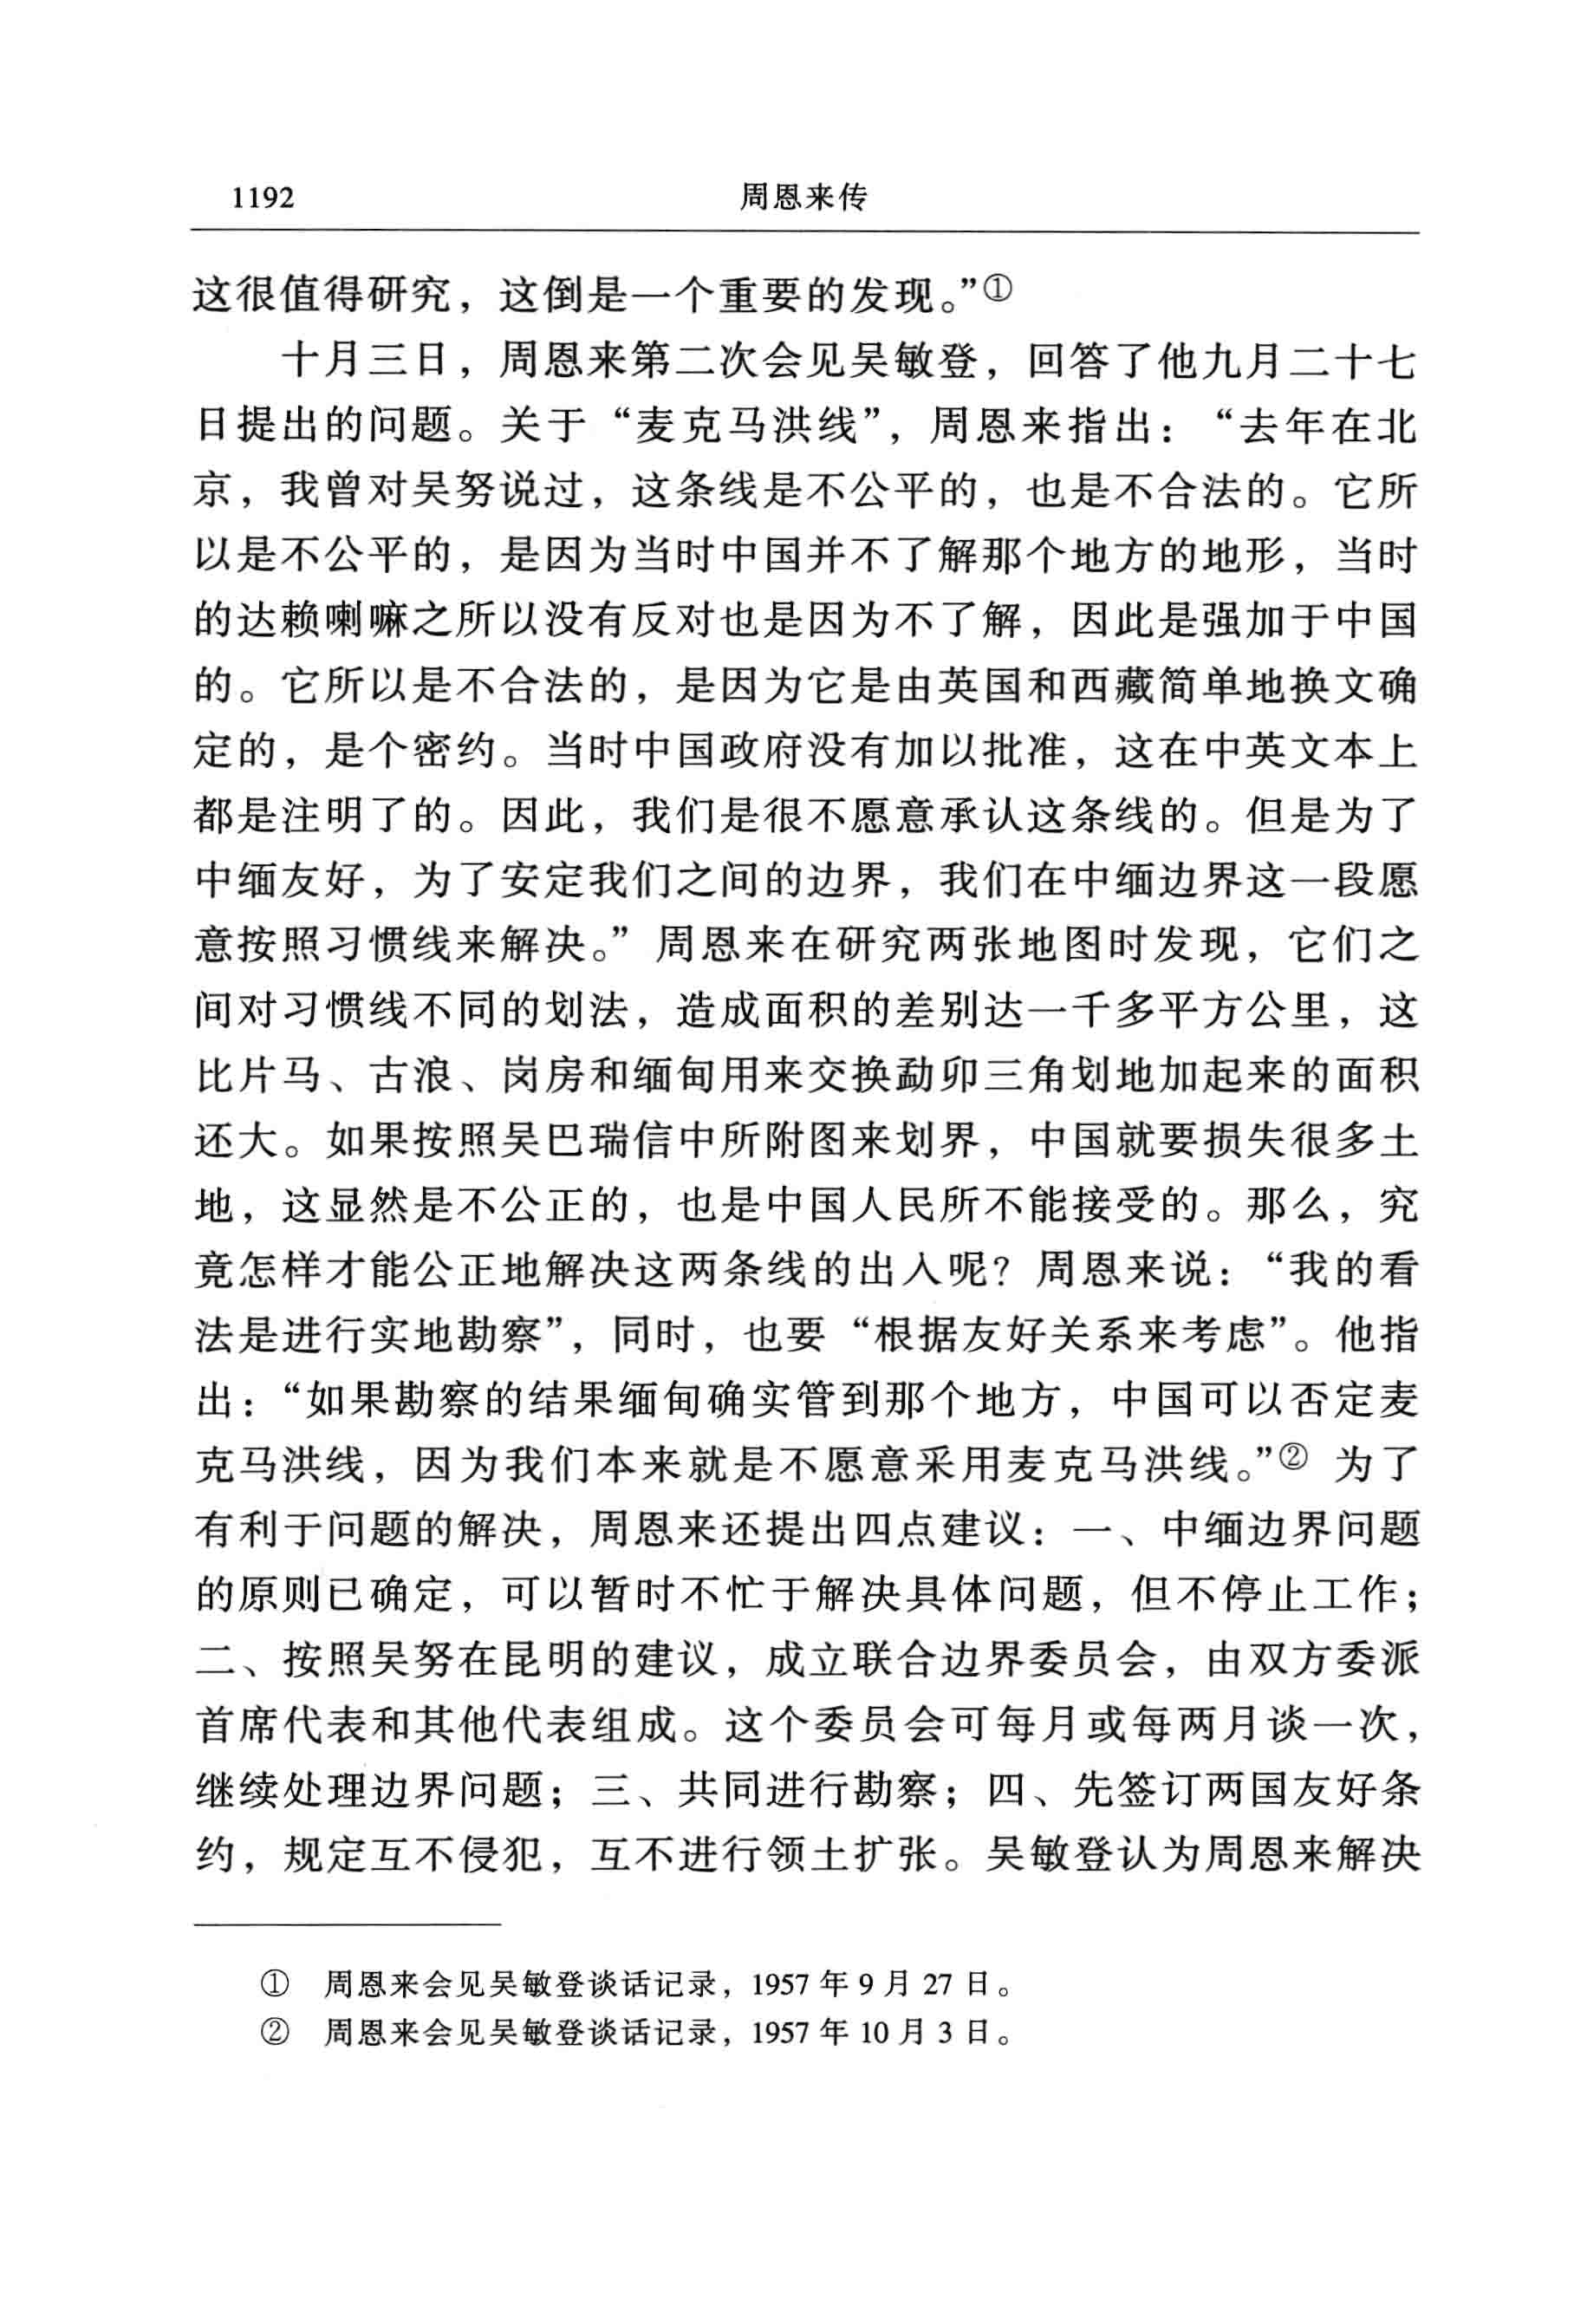 1192
周恩来传
这很值得研究，这倒是一个重要的发现。”①
十月三日，周恩来第二次会见吴敏登，回答了他九月二十七
日提出的问题。关于“麦克马洪线”，周恩来指出：“去年在北
京，我曾对吴努说过，这条线是不公平的，也是不合法的。它所
以是不公平的，是因为当时中国并不了解那个地方的地形，当时
的达赖喇嘛之所以没有反对也是因为不了解，因此是强加于中国
的。它所以是不合法的，是因为它是由英国和西藏简单地换文确
定的，是个密约。当时中国政府没有加以批准，这在中英文本上
都是注明了的。因此，我们是很不愿意承认这条线的。但是为了
中缅友好，为了安定我们之间的边界，我们在中缅边界这一段愿
意按照习惯线来解决。”周恩来在研究两张地图时发现，它们之
间对习惯线不同的划法，造成面积的差别达一千多平方公里，这
比片马、古浪、岗房和缅甸用来交换勐卯三角划地加起来的面积
还大。如果按照吴巴瑞信中所附图来划界，中国就要损失很多土
地，这显然是不公正的，也是中国人民所不能接受的。那么，究
竟怎样才能公正地解决这两条线的出入呢？周恩来说：“我的看
法是进行实地勘察”，同时，也要“根据友好关系来考虑”。他指
出：“如果勘察的结果缅甸确实管到那个地方，中国可以否定麦
克马洪线，因为我们本来就是不愿意采用麦克马洪线。”② 为了
有利于问题的解决，周恩来还提出四点建议：一、中缅边界问题
的原则已确定，可以暂时不忙于解决具体问题，但不停止工作；
二、按照吴努在昆明的建议，成立联合边界委员会，由双方委派
首席代表和其他代表组成。这个委员会可每月或每两月谈一次，
继续处理边界问题；三、共同进行勘察；四、先签订两国友好条
约，规定互不侵犯，互不进行领土扩张。吴敏登认为周恩来解决
① 周恩来会见吴敏登谈话记录，1957 年 9 月 27 日。
② 周恩来会见吴敏登谈话记录，1957 年 10 月 3 日。